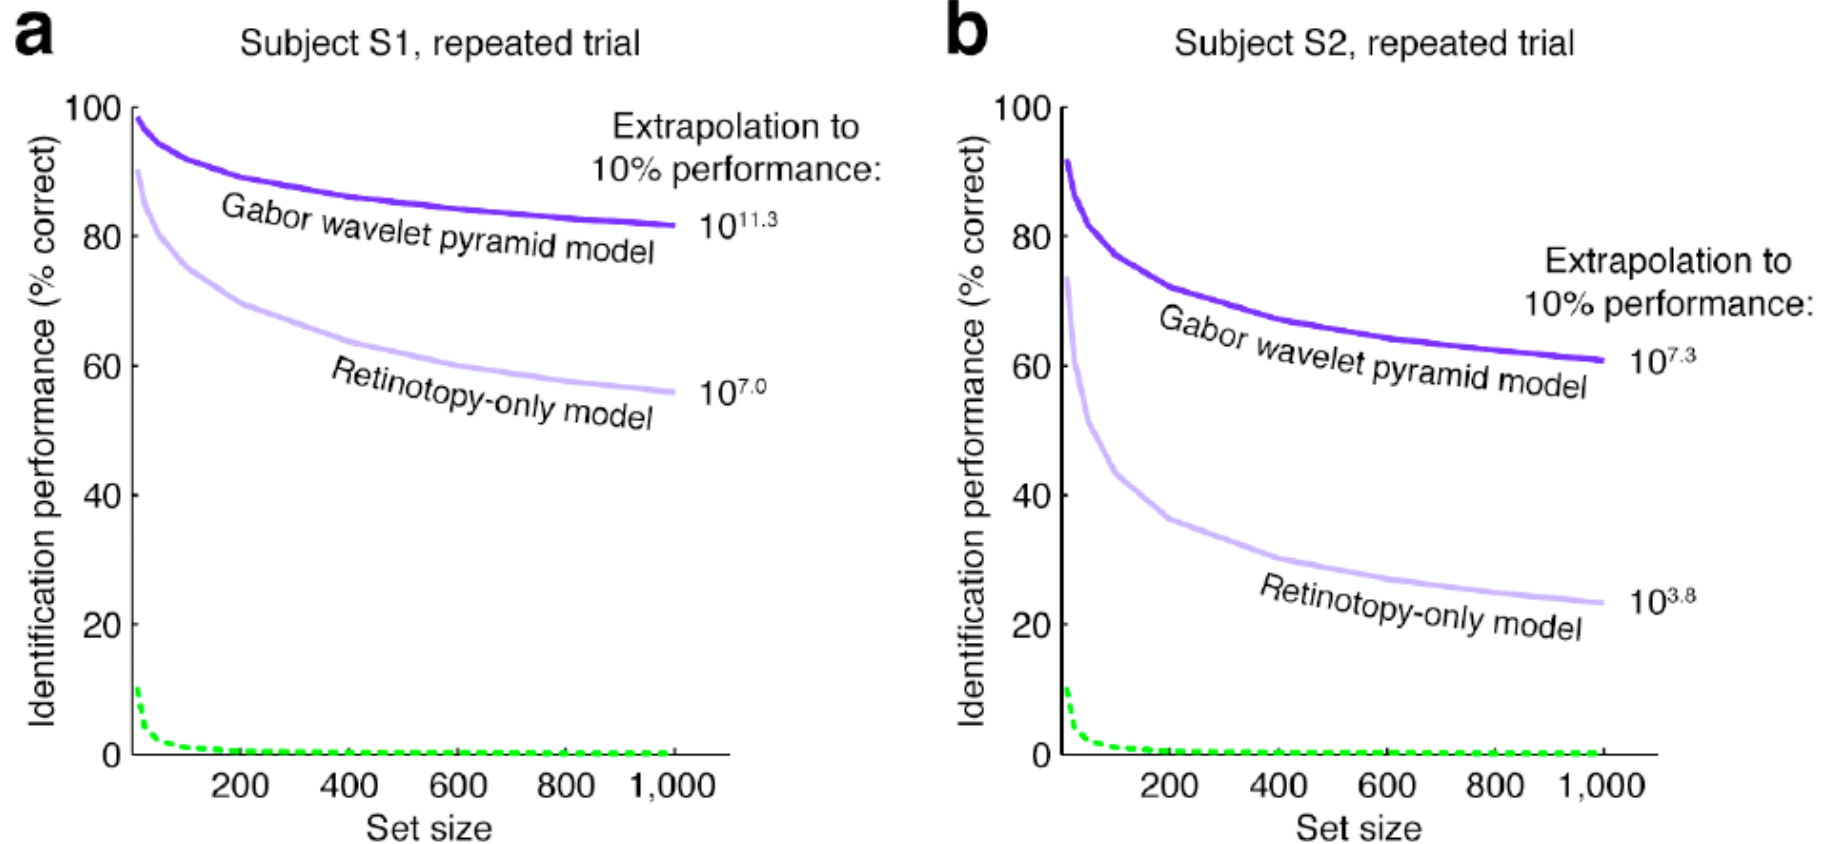 a
Subject S1, repeated trial
Identification performance (% correct)
100
80
60
40
20
0
Extrapolation to
10% performance:
Gabor wavelet pyramid model
10^11.3
Retinotopy-only model
10^7.0
200 400 600 800 1,000
Set size
b
Subject S2, repeated trial
Identification performance (% correct)
100
80
60
40
20
0
Extrapolation to
10% performance:
Gabor wavelet pyramid model
10^7.3
Retinotopy-only model
10^3.8
200 400 600 800 1,000
Set size